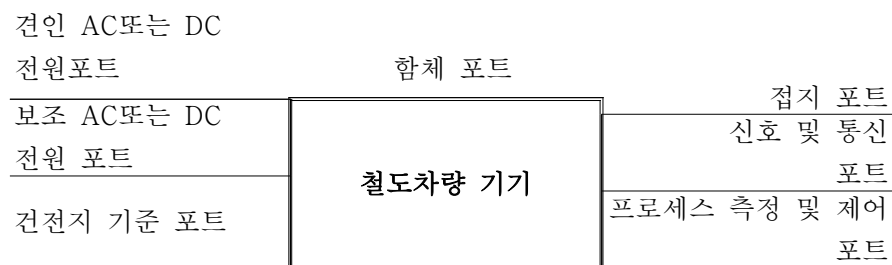 견인 AC또는 DC
전원포트
함체 포트
보조 AC또는 DC
전원 포트
건전지 기준 포트
철도차량 기기
접지 포트
신호 및 통신
포트
프로세스 측정 및 제어
포트